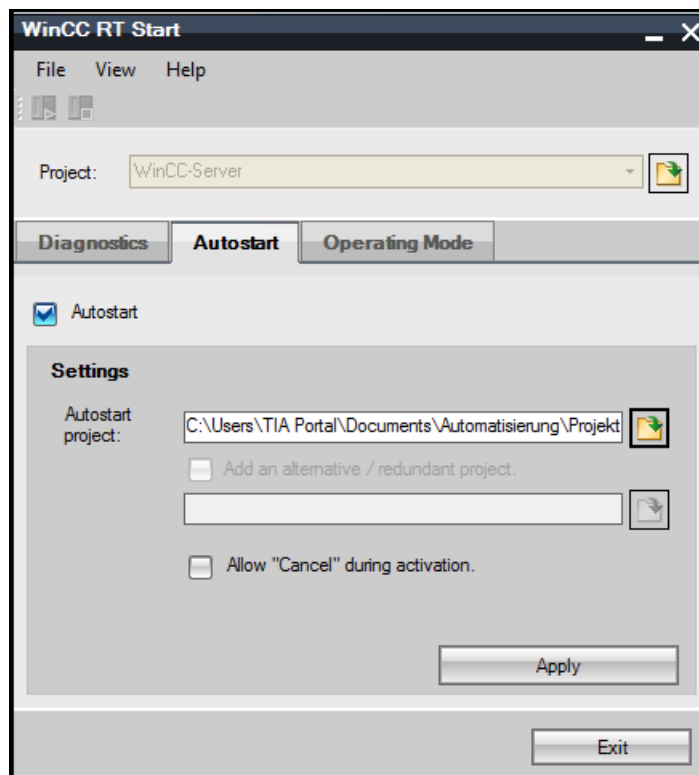 WinCC RT Start
File View Help
Project: WinCC-Server
Diagnostics Autostart Operating Mode
Autostart
Settings
Autostart
project:
C:\Users\TIA Portal\Documents\Automatisierung\Projekt
Add an alternative / redundant project.
Allow "Cancel" during activation.
Apply
Exit